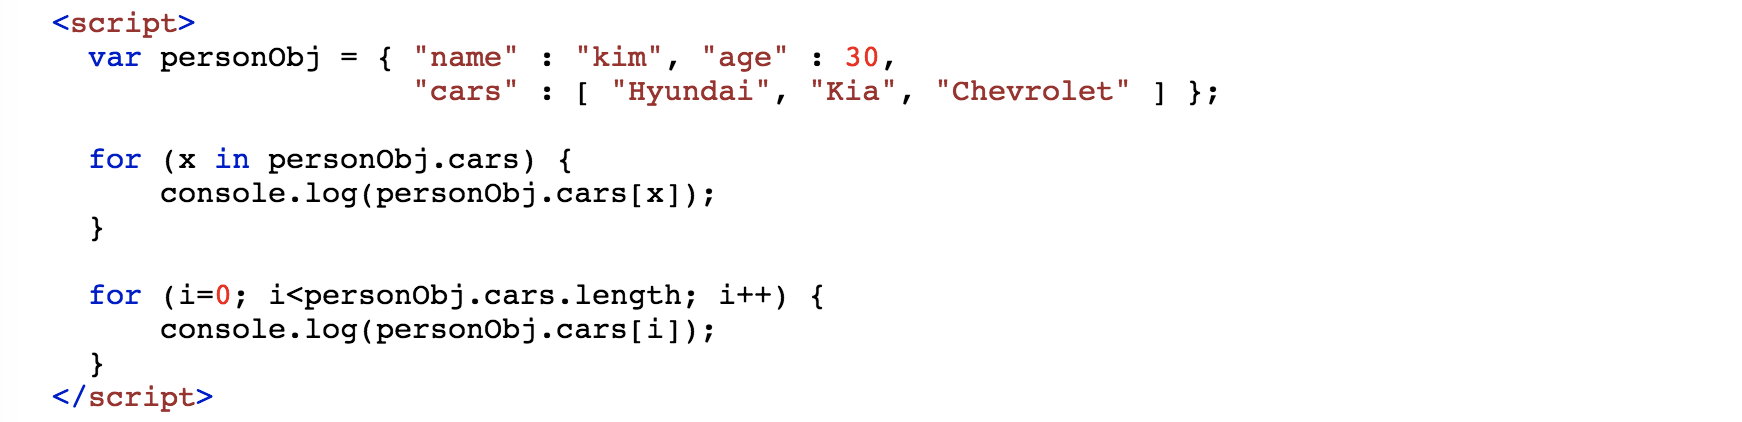 <script>
var personObj = { "name" : "kim", "age" : 30,
"cars" : [ "Hyundai", "Kia", "Chevrolet" ] };
for (x in personObj.cars) {
console.log(personObj.cars[x]);
}
for (i=0; i<personObj.cars.length; i++) {
console.log(personObj.cars[i]);
}
</script>